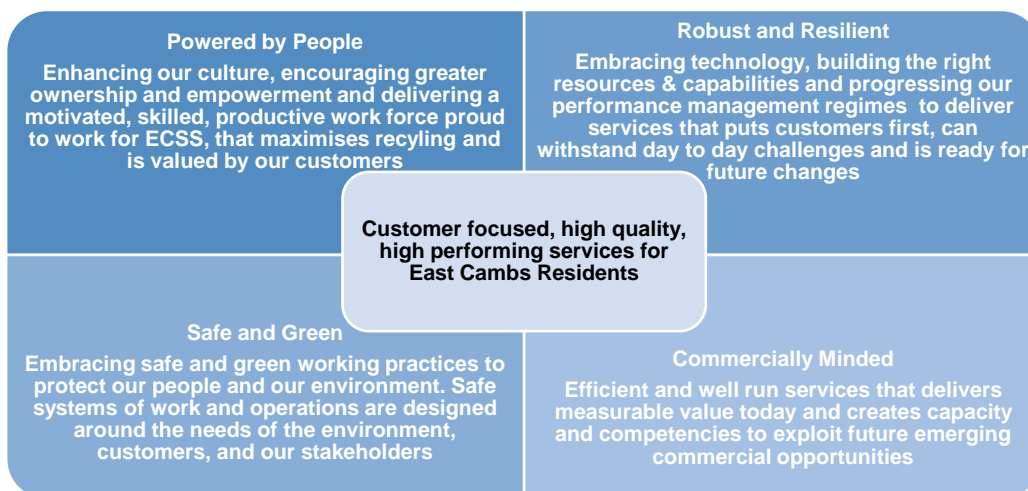 Powered by People
Enhancing our culture, encouraging greater
ownership and empowerment and delivering a
motivated, skilled, productive work force proud
to work for ECSS, that maximises recyling and
is valued by our customers
Robust and Resilient
Embracing technology, building the right
resources & capabilities and progressing our
performance management regimes to deliver
services that puts customers first, can
withstand day to day challenges and is ready for
future changes
Customer focused, high quality,
high performing services for
East Cambs Residents
Safe and Green
Embracing safe and green working practices to
protect our people and our environment. Safe
systems of work and operations are designed
around the needs of the environment,
customers, and our stakeholders
Commercially Minded
Efficient and well run services that delivers
measurable value today and creates capacity
and competencies to exploit future emerging
commercial opportunities